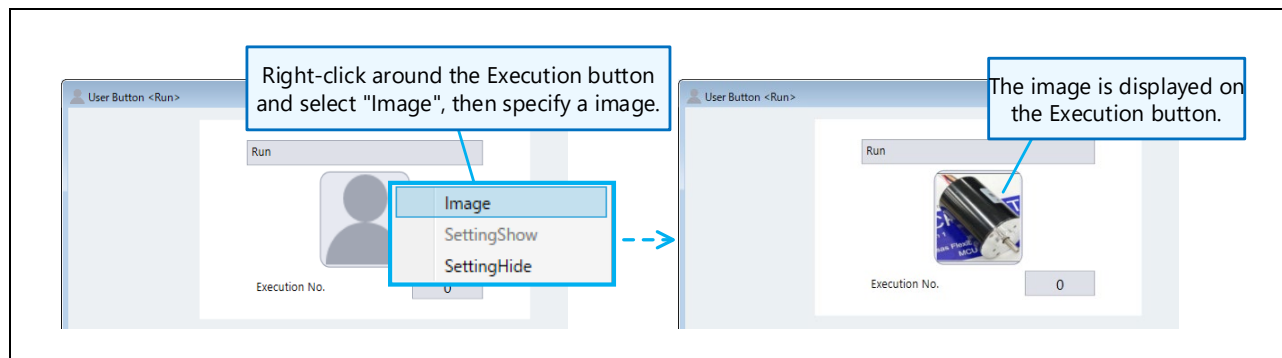 Right-click around the Execution button
and select "Image", then specify a image.
User Button <Run>
Run
Image
SettingShow
SettingHide
Execution No.
0
The image is displayed on
the Execution button.
User Button <Run>
Run
MCU
Execution No.
0